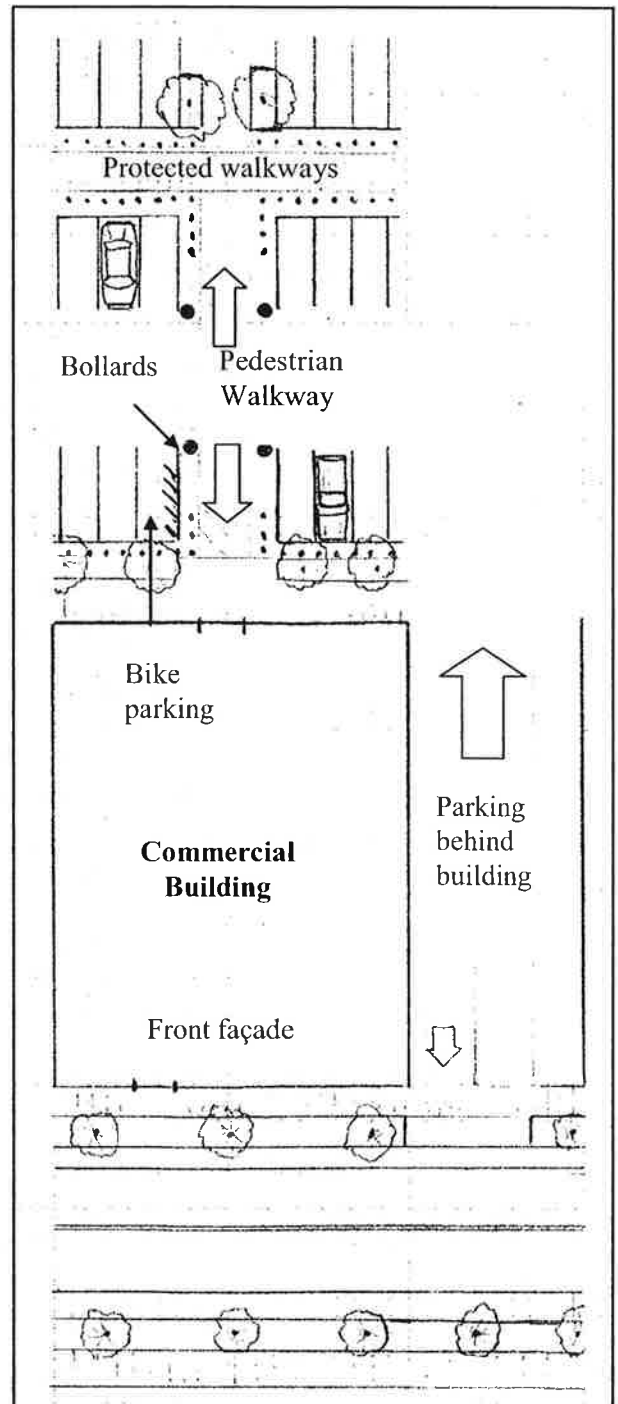 Protected walkways
Bollards
Pedestrian
Walkway
Bike
parking
Parking
behind
building
Commercial
Building
Front façade